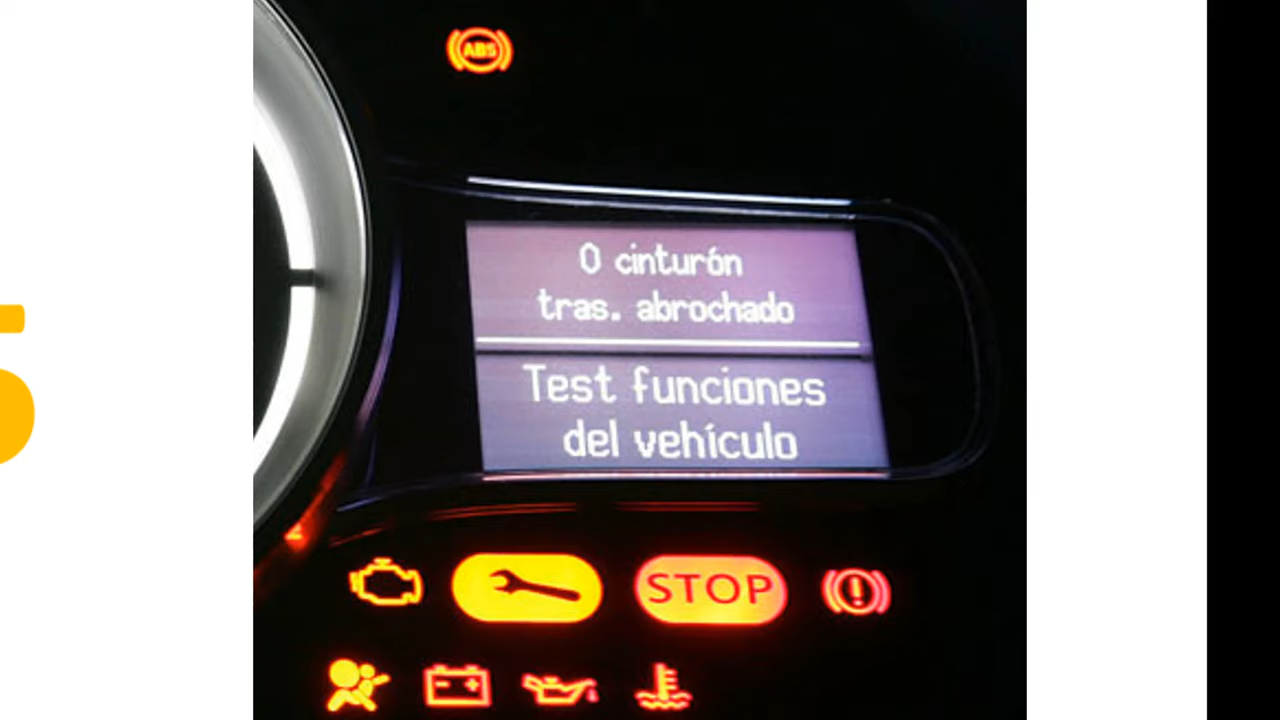 ABS
0 cinturón
tras. abrochado
Test funciones
del vehículo
STOP